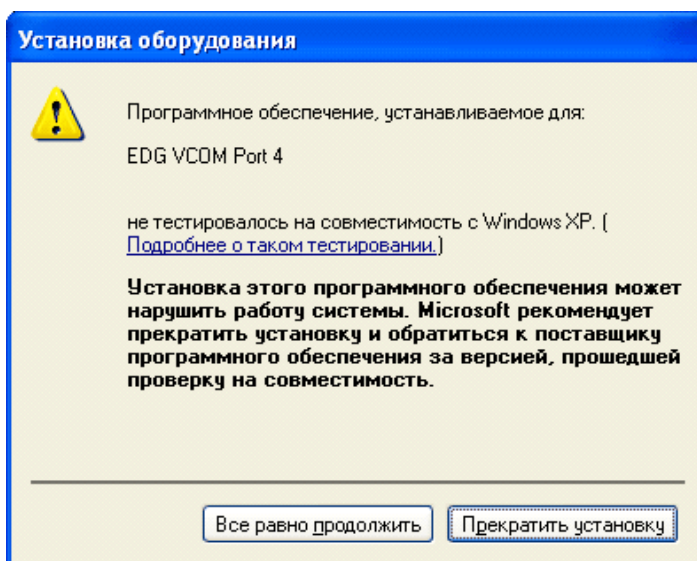 Установка оборудования
Программное обеспечение, устанавливаемое для:
EDG VCOM Port 4
не тестировалось на совместимость с Windows XP. (
Подробнее о таком тестировании.)
Установка этого программного обеспечения может
нарушить работу системы. Microsoft рекомендует
прекратить установку и обратиться к поставщику
программного обеспечения за версией, прошедшей
проверку на совместимость.
Все равно продолжить
Прекратить установку